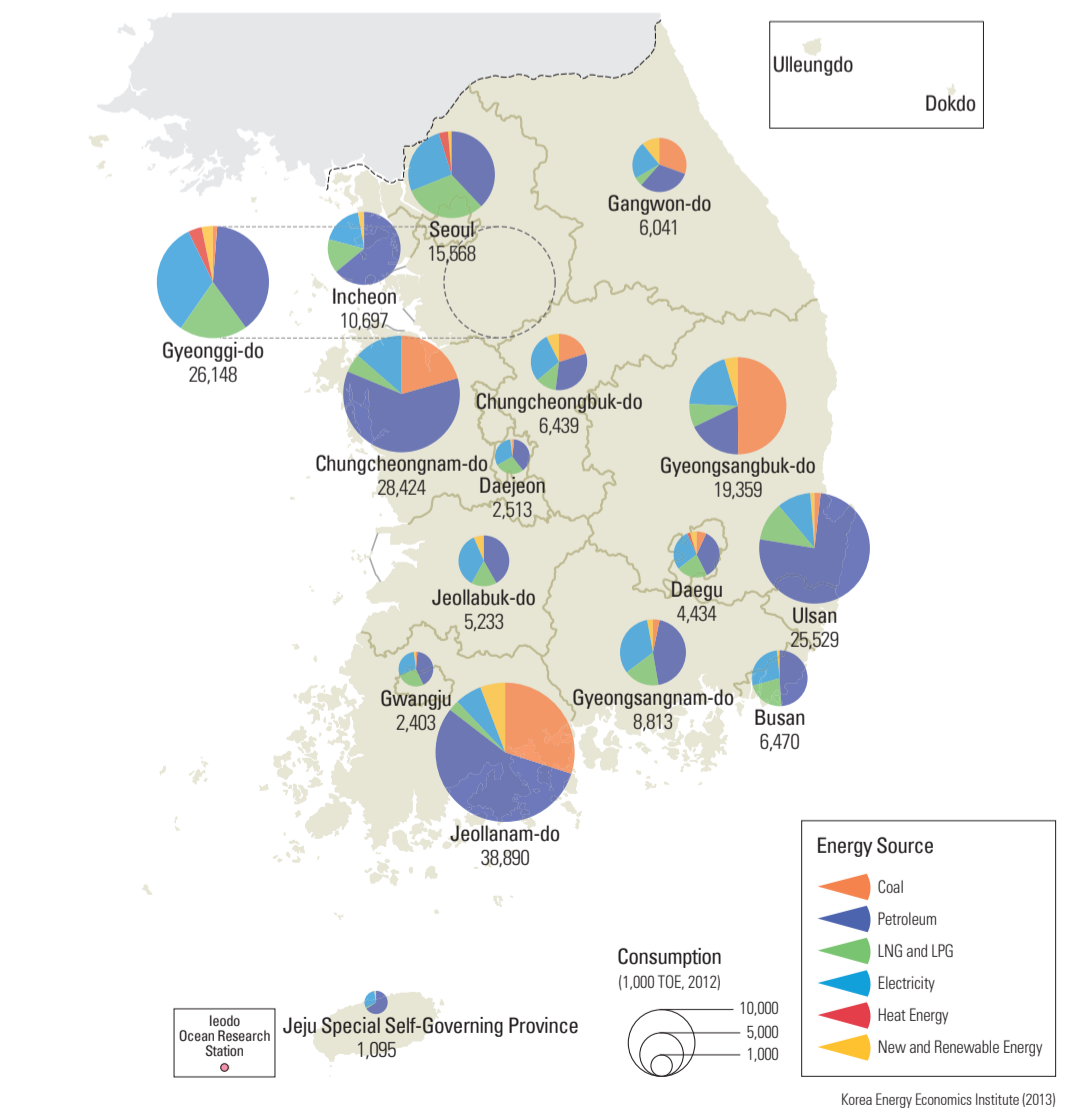 Ulleungdo
Dokdo
Seoul
15,568
Gangwon-do
6,041
Incheon
10,697
Gyeonggi-do
26,148
Chungcheongbuk-do
6,439
Chungcheongnam-do
28,424
Daejeon
2,513
Gyeongsangbuk-do
19,359
Jeollabuk-do
5,233
Daegu
4,434
Ulsan
25,529
Gwangju
2,403
Gyeongsangnam-do
8,813
Busan
6,470
Jeollanam-do
38,890
Jeju Special Self-Governing Province
1,095
Ieodo
Ocean Research
Station
Consumption
(1,000 TOE, 2012)
10,000
5,000
1,000
Energy Source
Coal
Petroleum
LNG and LPG
Electricity
Heat Energy
New and Renewable Energy
Korea Energy Economics Institute (2013)